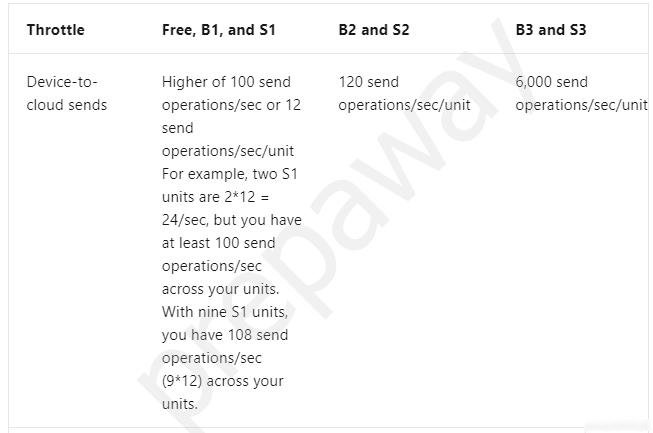 Throttle
Free, B1, and S1
B2 and S2
B3 and S3
Device-to-
cloud sends
Higher of 100 send
operations/sec or 12
send
operations/sec/unit
For example, two S1
units are 2*12 =
24/sec, but you have
at least 100 send
operations/sec
across your units.
With nine S1 units,
you have 108 send
operations/sec
(9*12) across your
units.
120 send
operations/sec/unit
6,000 send
operations/sec/unit
prepaway